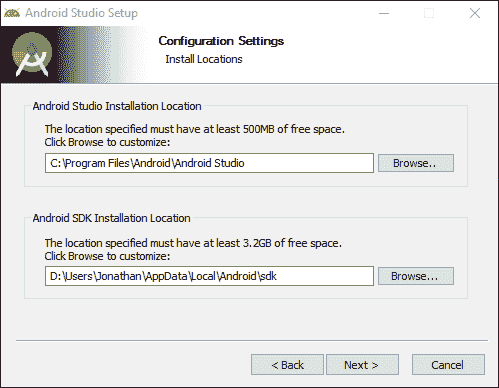 Android Studio Setup
Configuration Settings
Install Locations
Android Studio Installation Location
The location specified must have at least 500MB of free space.
Click Browse to customize:
C:\Program Files\Android\Android Studio
Browse..
Android SDK Installation Location
The location specified must have at least 3.2GB of free space.
Click Browse to customize:
D:\Users\Jonathan\AppData\Local\Android\sdk
Browse...
< Back
Next >
Cancel